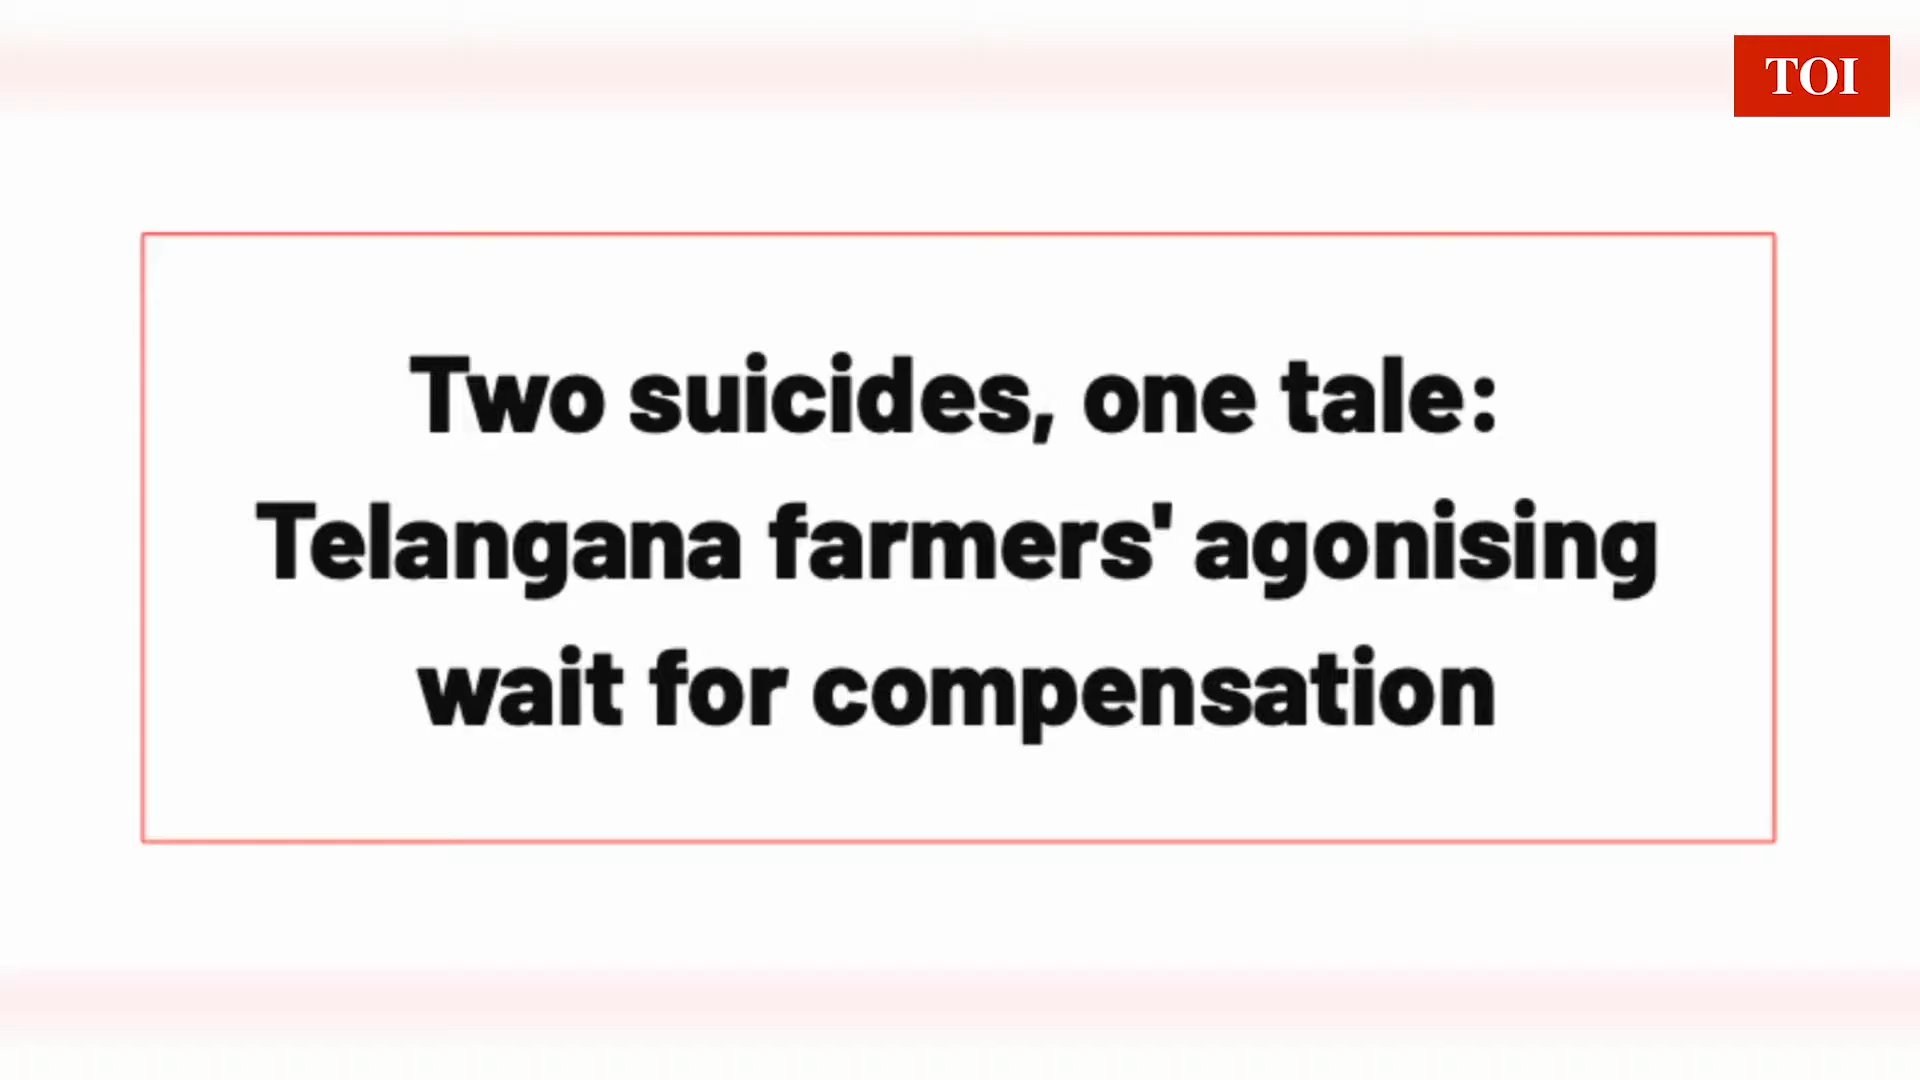 TOI
Two suicides, one tale:
Telangana farmers' agonising
wait for compensation